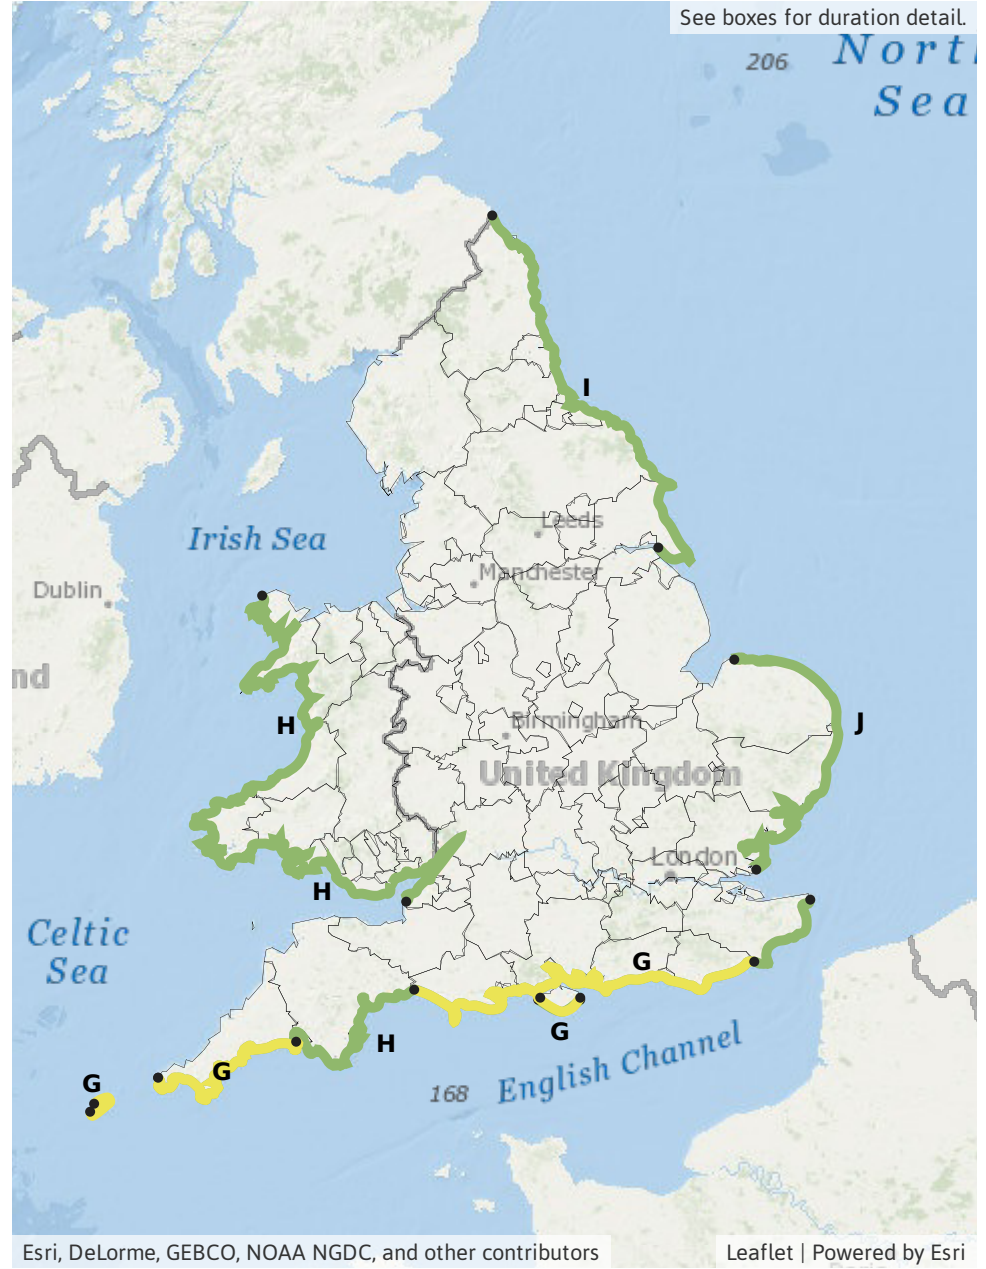 See boxes for duration detail.
206
North
Sea
I
Leeds
Irish Sea
Manchester
Dublin
nd
H
Birmingham
J
United Kingdom
London
H
Celtic
Sea
G
G
H
English Channel
G
G
168
Esri, DeLorme, GEBCO, NOAA NGDC, and other contributors
Leaflet | Powered by Esri